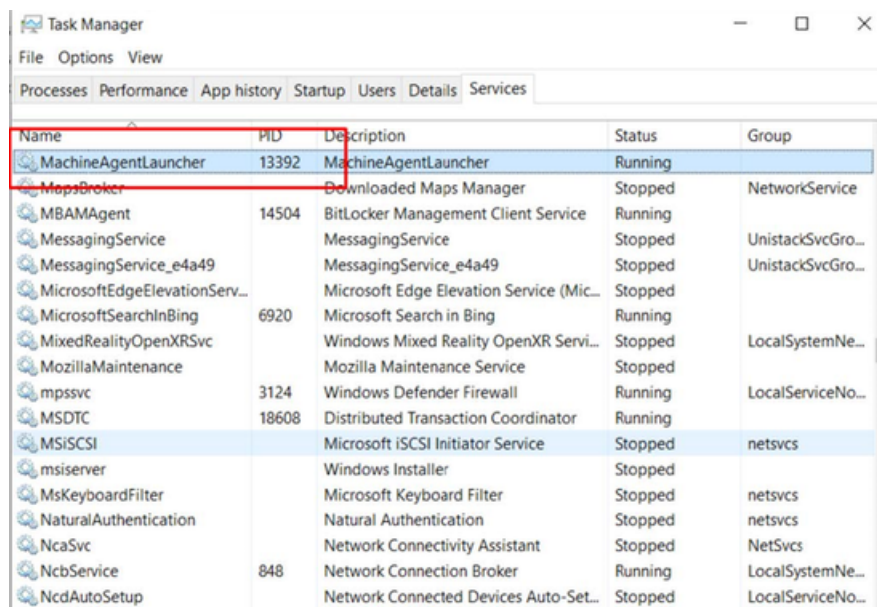 Task Manager
File Options View
Processes Performance App history Startup Users Details Services
Name PID Description Status Group
MachineAgentLauncher 13392 MachineAgentLauncher Running
MapsBroker Downloaded Maps Manager Stopped NetworkService
MBAMAgent 14504 BitLocker Management Client Service Running
MessagingService MessagingService Stopped UnistackSvcGro...
MessagingService_e4a49 MessagingService_e4a49 Stopped UnistackSvcGro...
MicrosoftEdgeElevationServ... Microsoft Edge Elevation Service (Mic... Stopped
MicrosoftSearchInBing 6920 Microsoft Search in Bing Running
MixedRealityOpenXRSvc Windows Mixed Reality OpenXR Servi... Stopped LocalSystemNe...
MozillaMaintenance Mozilla Maintenance Service Stopped
mpssvc 3124 Windows Defender Firewall Running LocalServiceNo...
MSDTC 18608 Distributed Transaction Coordinator Running
MSiSCSI Microsoft iSCSI Initiator Service Stopped netsvcs
msiserver Windows Installer Stopped
MsKeyboardFilter Microsoft Keyboard Filter Stopped netsvcs
NaturalAuthentication Natural Authentication Stopped netsvcs
NcaSvc Network Connectivity Assistant Stopped NetSvcs
NcbService 848 Network Connection Broker Running LocalSystemNe...
NcdAutoSetup Network Connected Devices Auto-Set... Stopped LocalServiceNo...